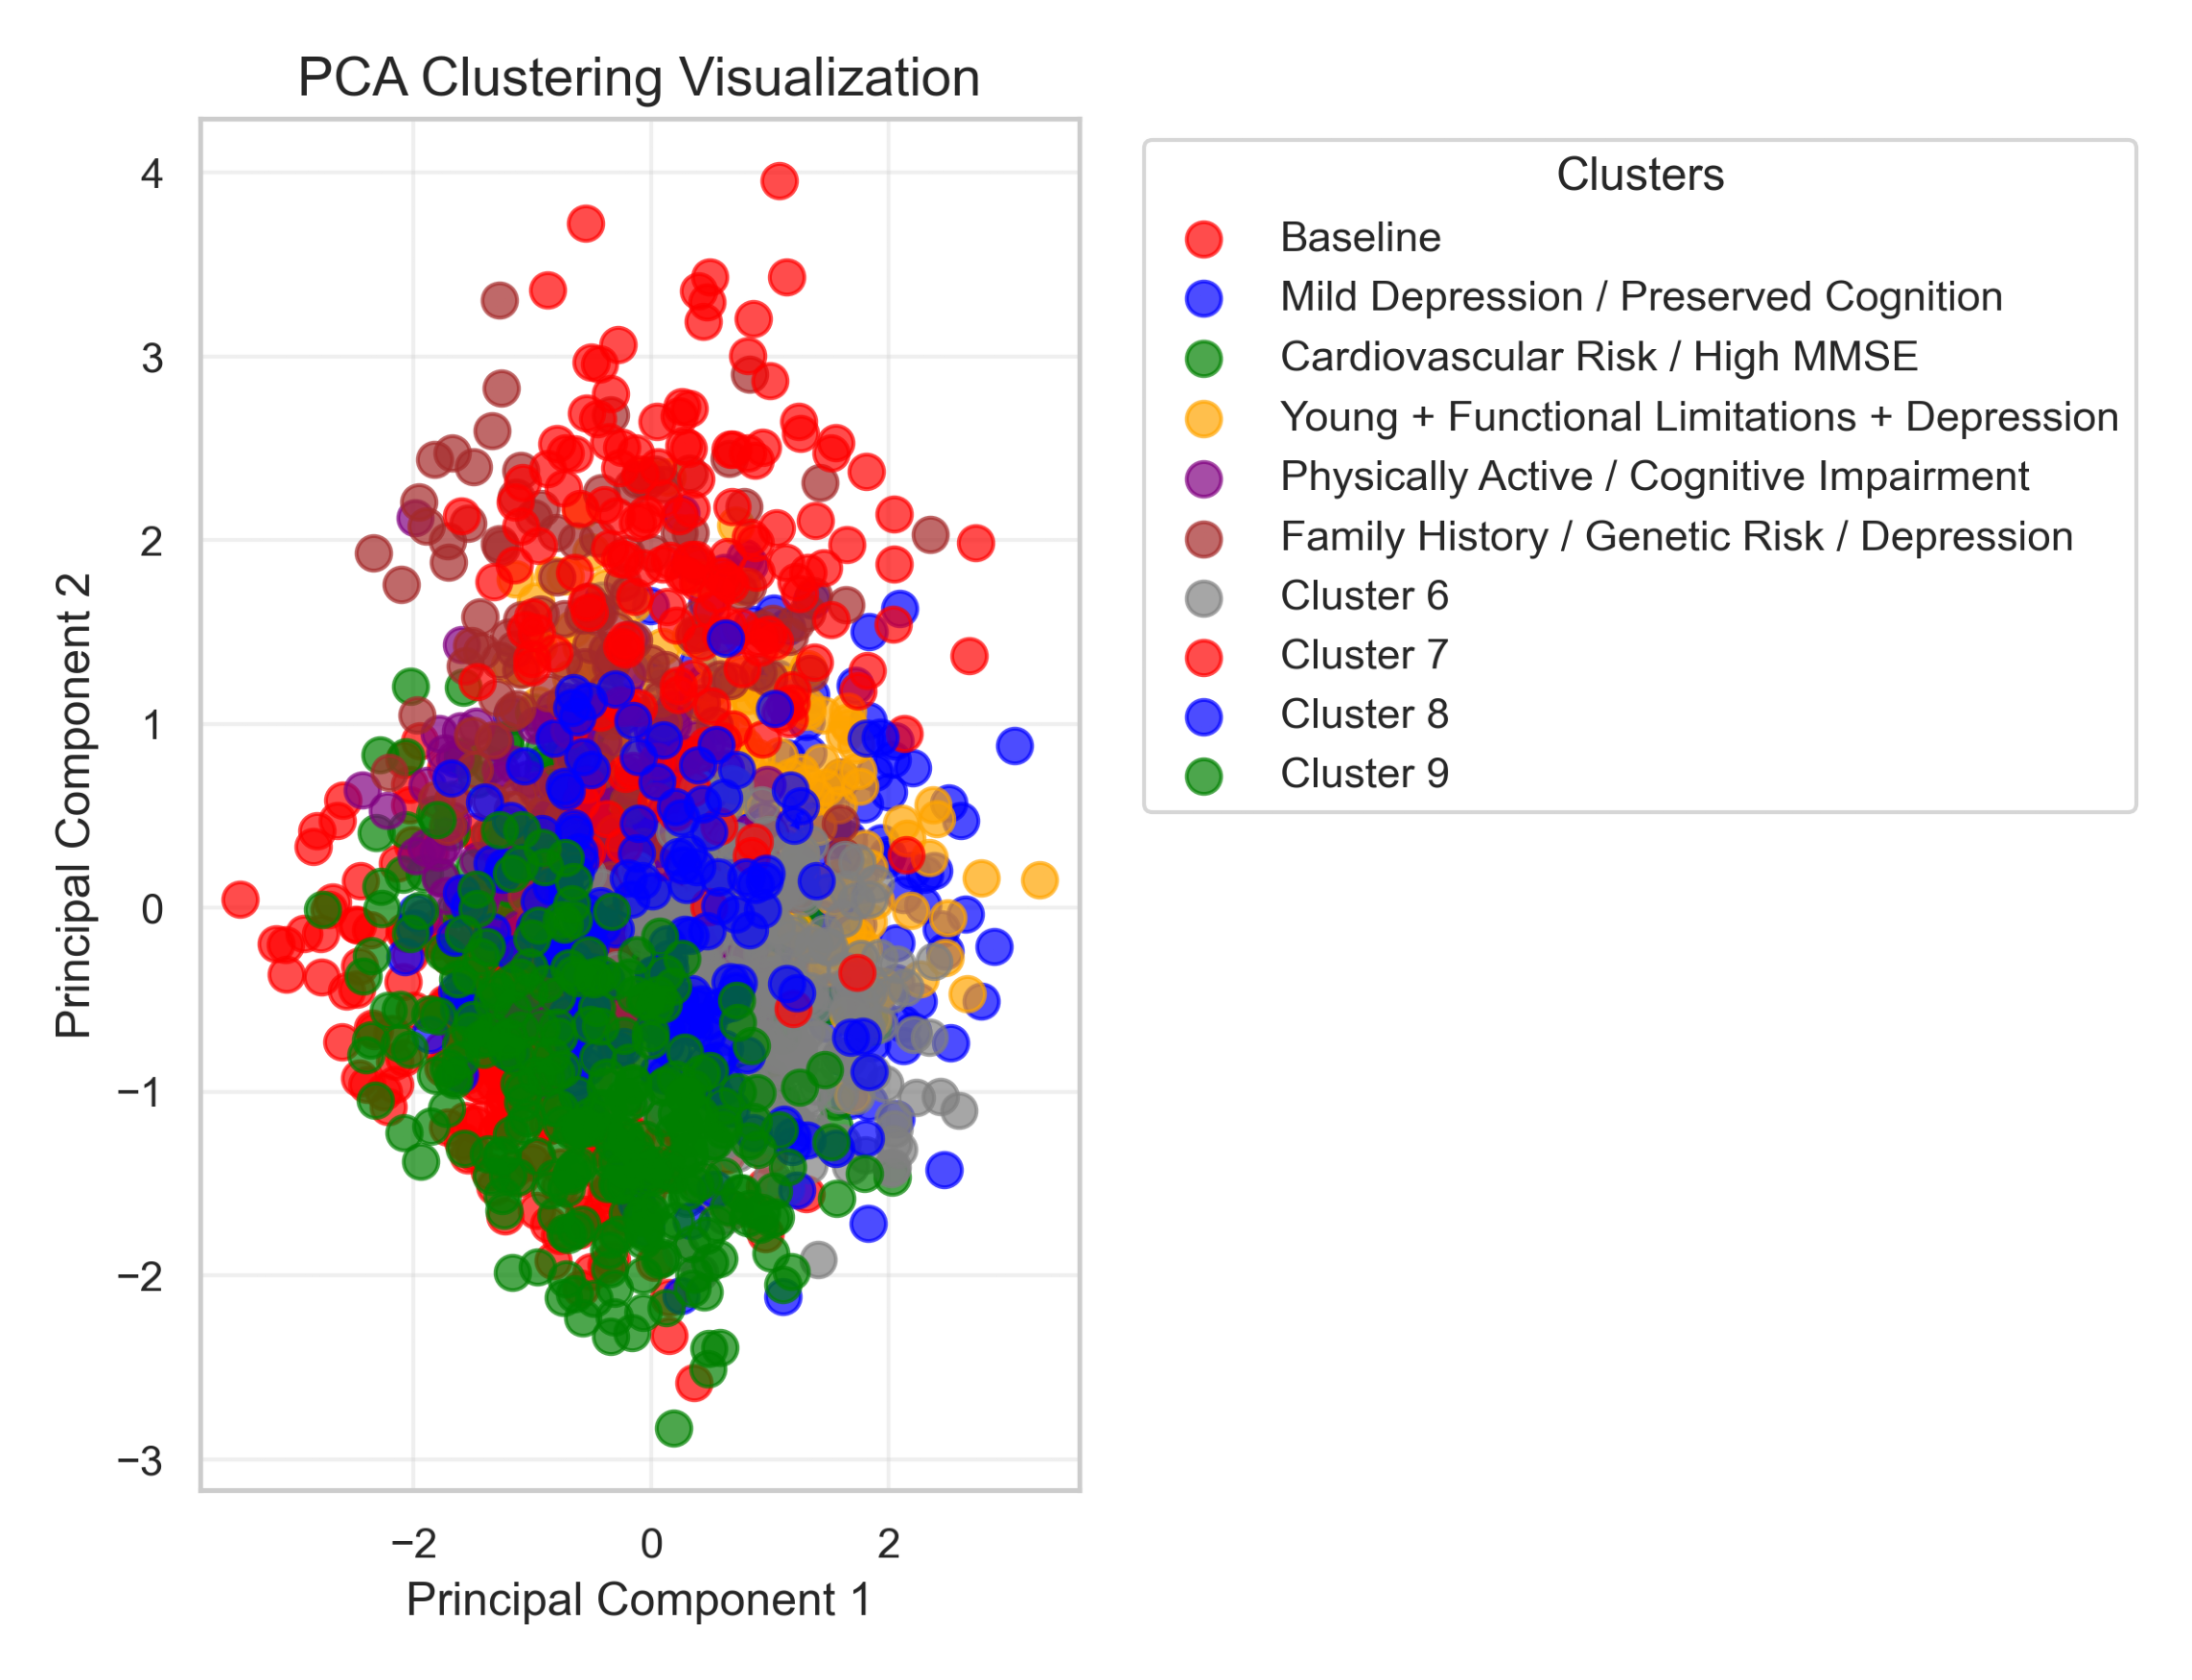 PCA Clustering Visualization
Principal Component 2
4
3
2
1
0
−1
−2
−3
−2
0
2
Principal Component 1
Clusters
Baseline
Mild Depression / Preserved Cognition
Cardiovascular Risk / High MMSE
Young + Functional Limitations + Depression
Physically Active / Cognitive Impairment
Family History / Genetic Risk / Depression
Cluster 6
Cluster 7
Cluster 8
Cluster 9